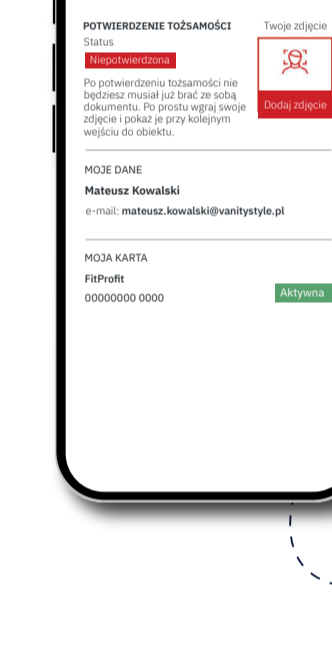 POTWIERDZENIE TOŻSAMOŚCI
Status
Niepotwierdzona
Po potwierdzeniu tożsamości nie
będziesz musiał już brać ze sobą
dokumentu. Po prostu wgraj swoje
zdjęcie i pokaż je przy kolejnym
wejściu do obiektu.
Twoje zdjęcie
Dodaj zdjęcie
MOJE DANE
Mateusz Kowalski
e-mail: mateusz.kowalski@vanitystyle.pl
MOJA KARTA
FitProfit
00000000 0000
Aktywna